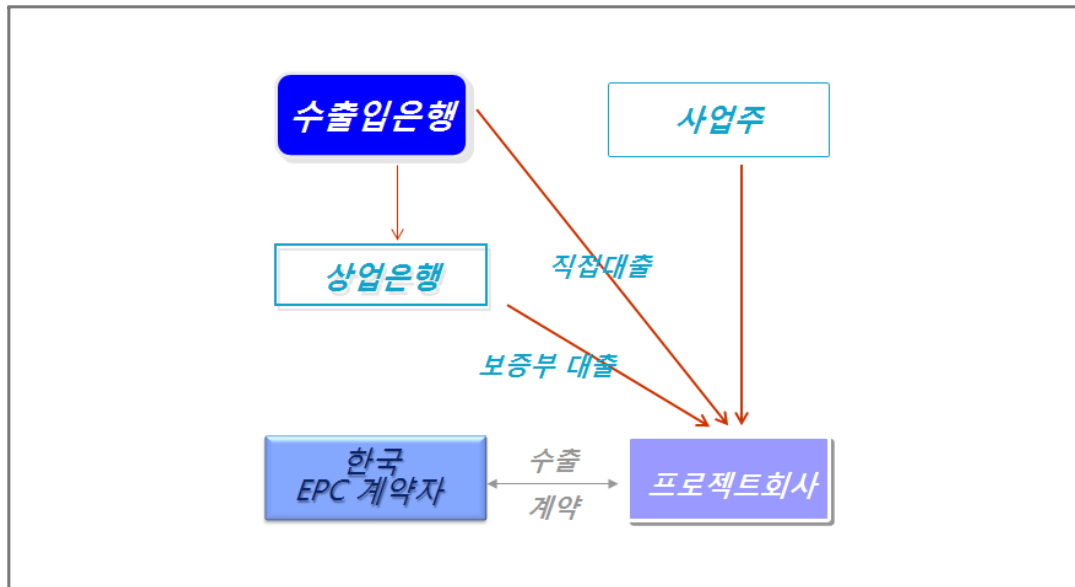 수출입은행
사업주
상업은행
직접대출
보증부 대출
한국
EPC 계약자
수출
계약
프로젝트회사